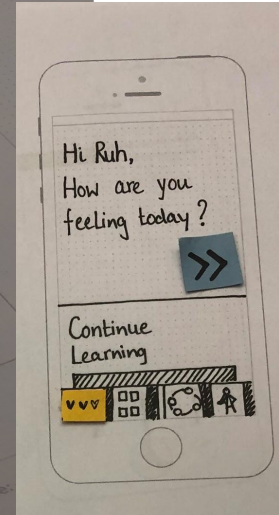 Hi Ruh,
How are you
feeling today?
>>
Continue
Learning